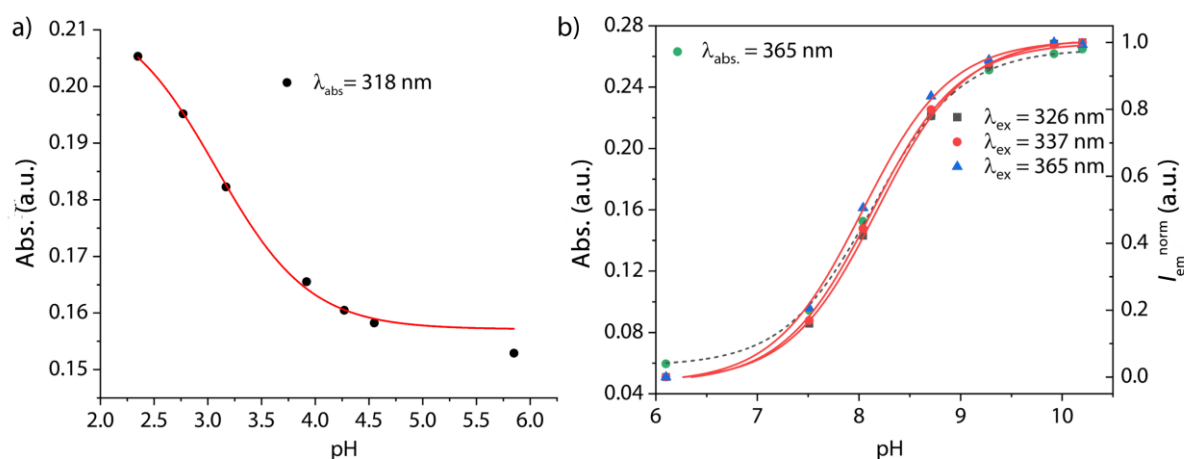 a)
0.21
0.20
0.19
0.18
0.17
0.16
0.15
Abs. (a.u.)
λabs= 318 nm
2.0 2.5 3.0 3.5 4.0 4.5 5.0 5.5 6.0
pH
b)
0.28
0.24
0.20
0.16
0.12
0.08
0.04
Abs. (a.u.)
λabs. = 365 nm
λex = 326 nm
λex = 337 nm
λex = 365 nm
1.0
0.8
0.6
0.4
0.2
0.0
Iem norm (a.u.)
6 7 8 9 10
pH